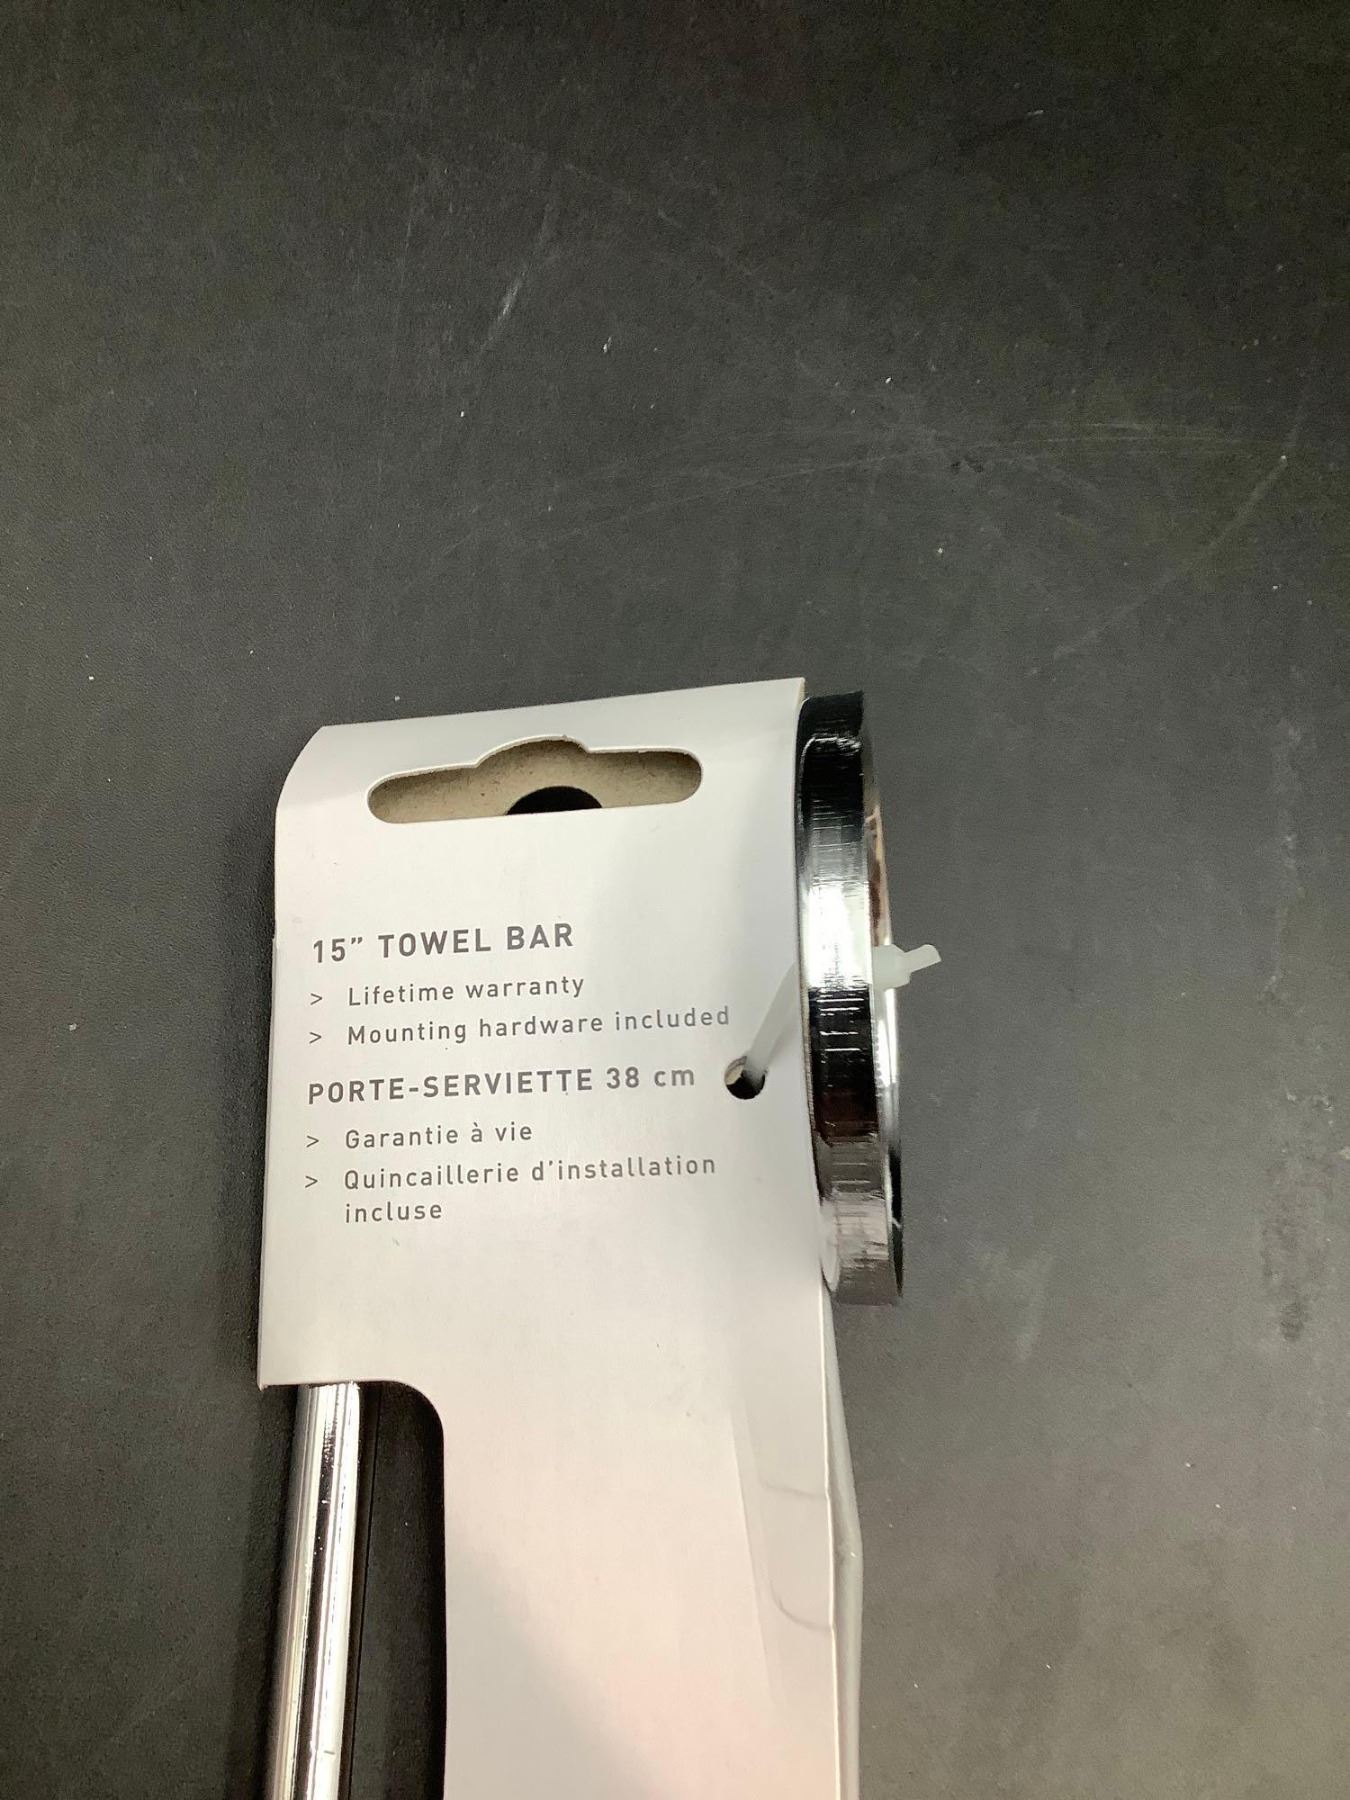 15” TOWEL BAR
> Lifetime warranty
> Mounting hardware included
PORTE-SERVIETTE 38 cm
> Garantie à vie
> Quincaillerie d’installation
incluse